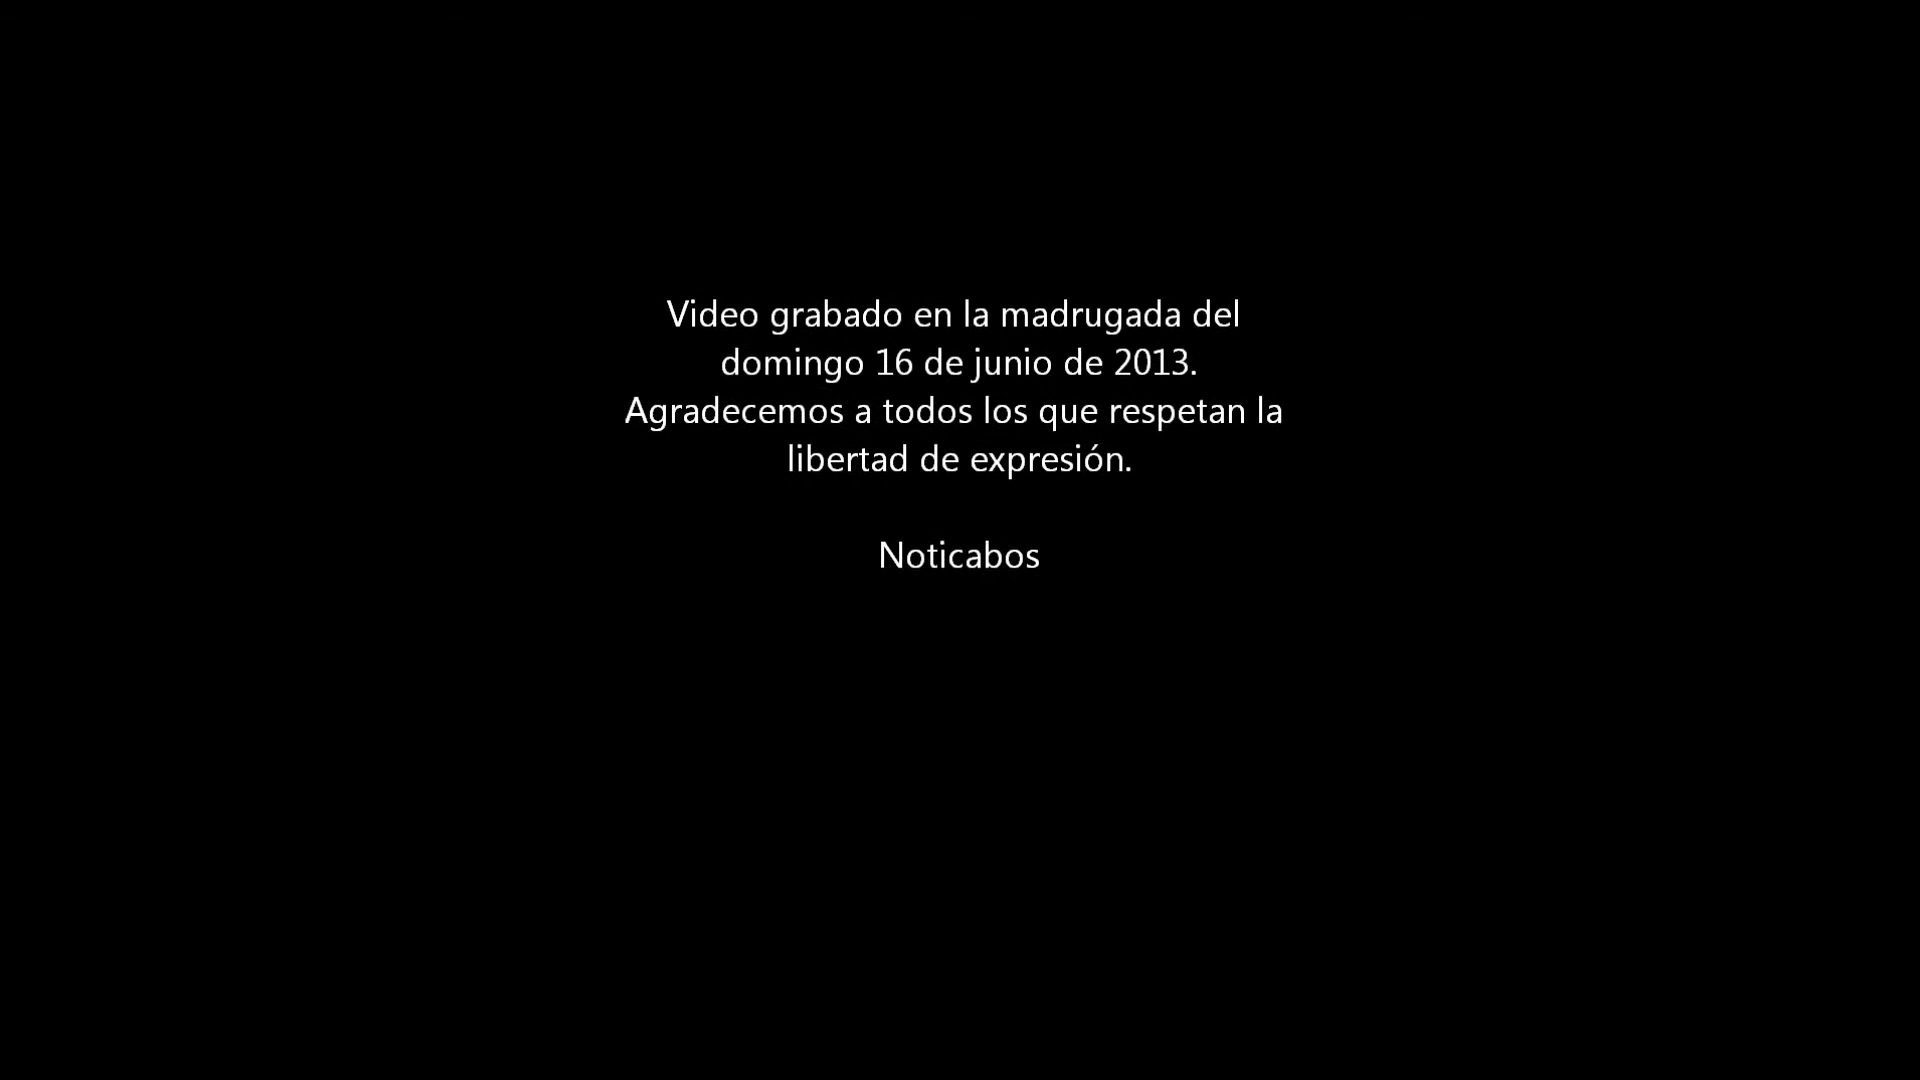 Video grabado en la madrugada del
domingo 16 de junio de 2013.
Agradecemos a todos los que respetan la
libertad de expresión.
Noticabos